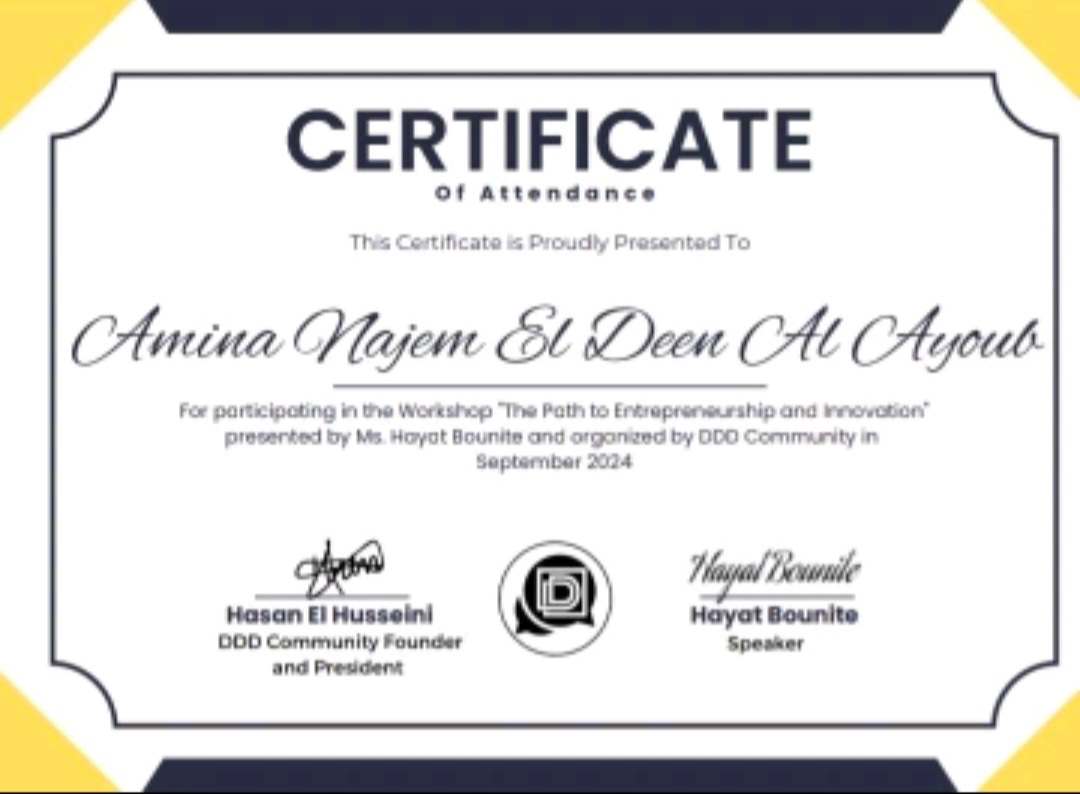 CERTIFICATE
Of Attendance
This Certificate is Proudly Presented To
Amina Najem El Deen Al Ayoub
For participating in the Workshop "The Path to Entrepreneurship and Innovation"
presented by Ms. Hayat Bounite and organized by DDD Community in
September 2024
Hasan El Husseini
DDD Community Founder
and President
D
Hayat Bounite
Hayat Bounite
Speaker